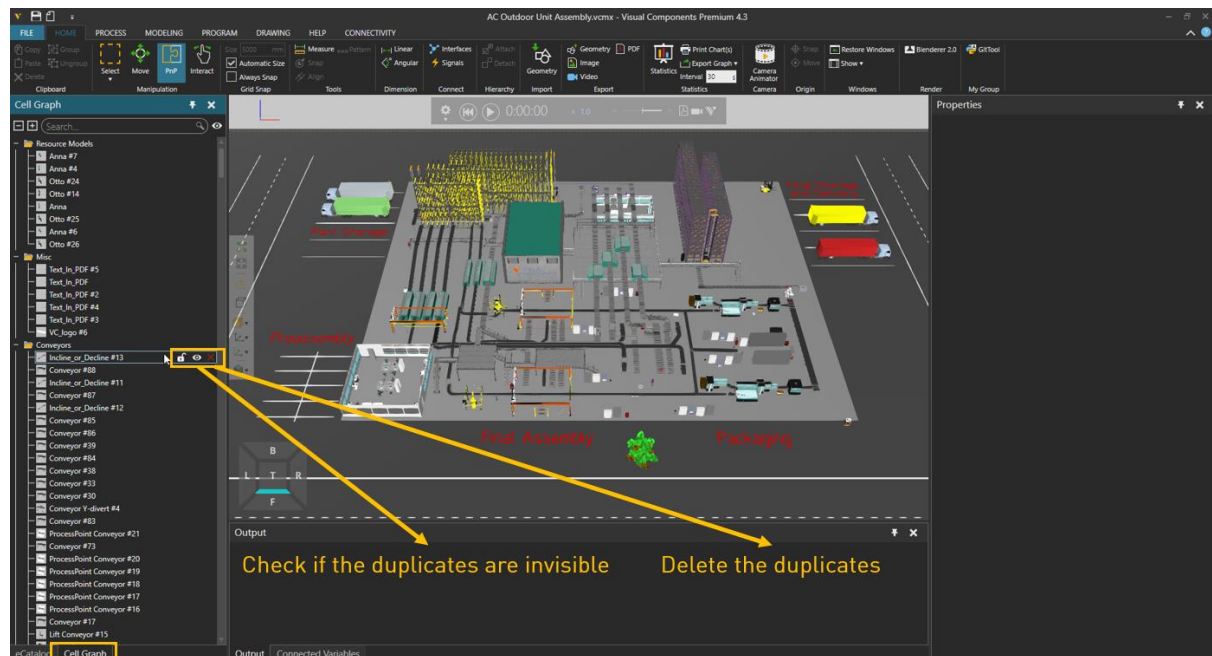 AC Outdoor Unit Assembly.vcmx - Visual Components Premium 4.3
FILE HOME PROCESS MODELING PROGRAM DRAWING HELP CONNECTIVITY
Copy Group
Paste Ungroup
Delete
Clipboard
Select Move PnP Interact
Manipulation
Size 5000 mm
Automatic Size
Always Snap
Grid Snap
Measure Pattern
Snap
Align
Tools
Linear
Angular
Dimension
Interfaces
Signals
Connect
Attach
Detach
Hierarchy
Geometry
Import
Geometry PDF
Image
Video
Export
Statistics
Print Chart(s)
Export Graph
Interval 30 s
Statistics
Camera
Animator
Camera
Snap
Move
Origin
Restore Windows
Show
Windows
Blenderer 2.0
Render
GitTool
My Group
Cell Graph
Search...
Resource Models
Anna #7
Anna #4
Otto #24
Otto #14
Anna
Otto #25
Anna #6
Otto #26
Misc
Text_In_PDF #5
Text_In_PDF
Text_In_PDF #2
Text_In_PDF #4
Text_In_PDF #3
VC_logo #6
Conveyors
Incline_or_Decline #13
Conveyor #88
Incline_or_Decline #11
Conveyor #87
Incline_or_Decline #12
Conveyor #85
Conveyor #86
Conveyor #39
Conveyor #84
Conveyor #38
Conveyor #33
Conveyor #30
Conveyor Y-divert #4
Conveyor #83
ProcessPoint Conveyor #21
Conveyor #73
ProcessPoint Conveyor #20
ProcessPoint Conveyor #19
ProcessPoint Conveyor #18
ProcessPoint Conveyor #17
ProcessPoint Conveyor #16
Conveyor #17
Lift Conveyor #15
eCatalog Cell Graph
0:00:00 x 1.0
Preassembly
Final Assembly
Packaging
B
L T R
F
Output
Check if the duplicates are invisible
Delete the duplicates
Output Connected Variables
Properties